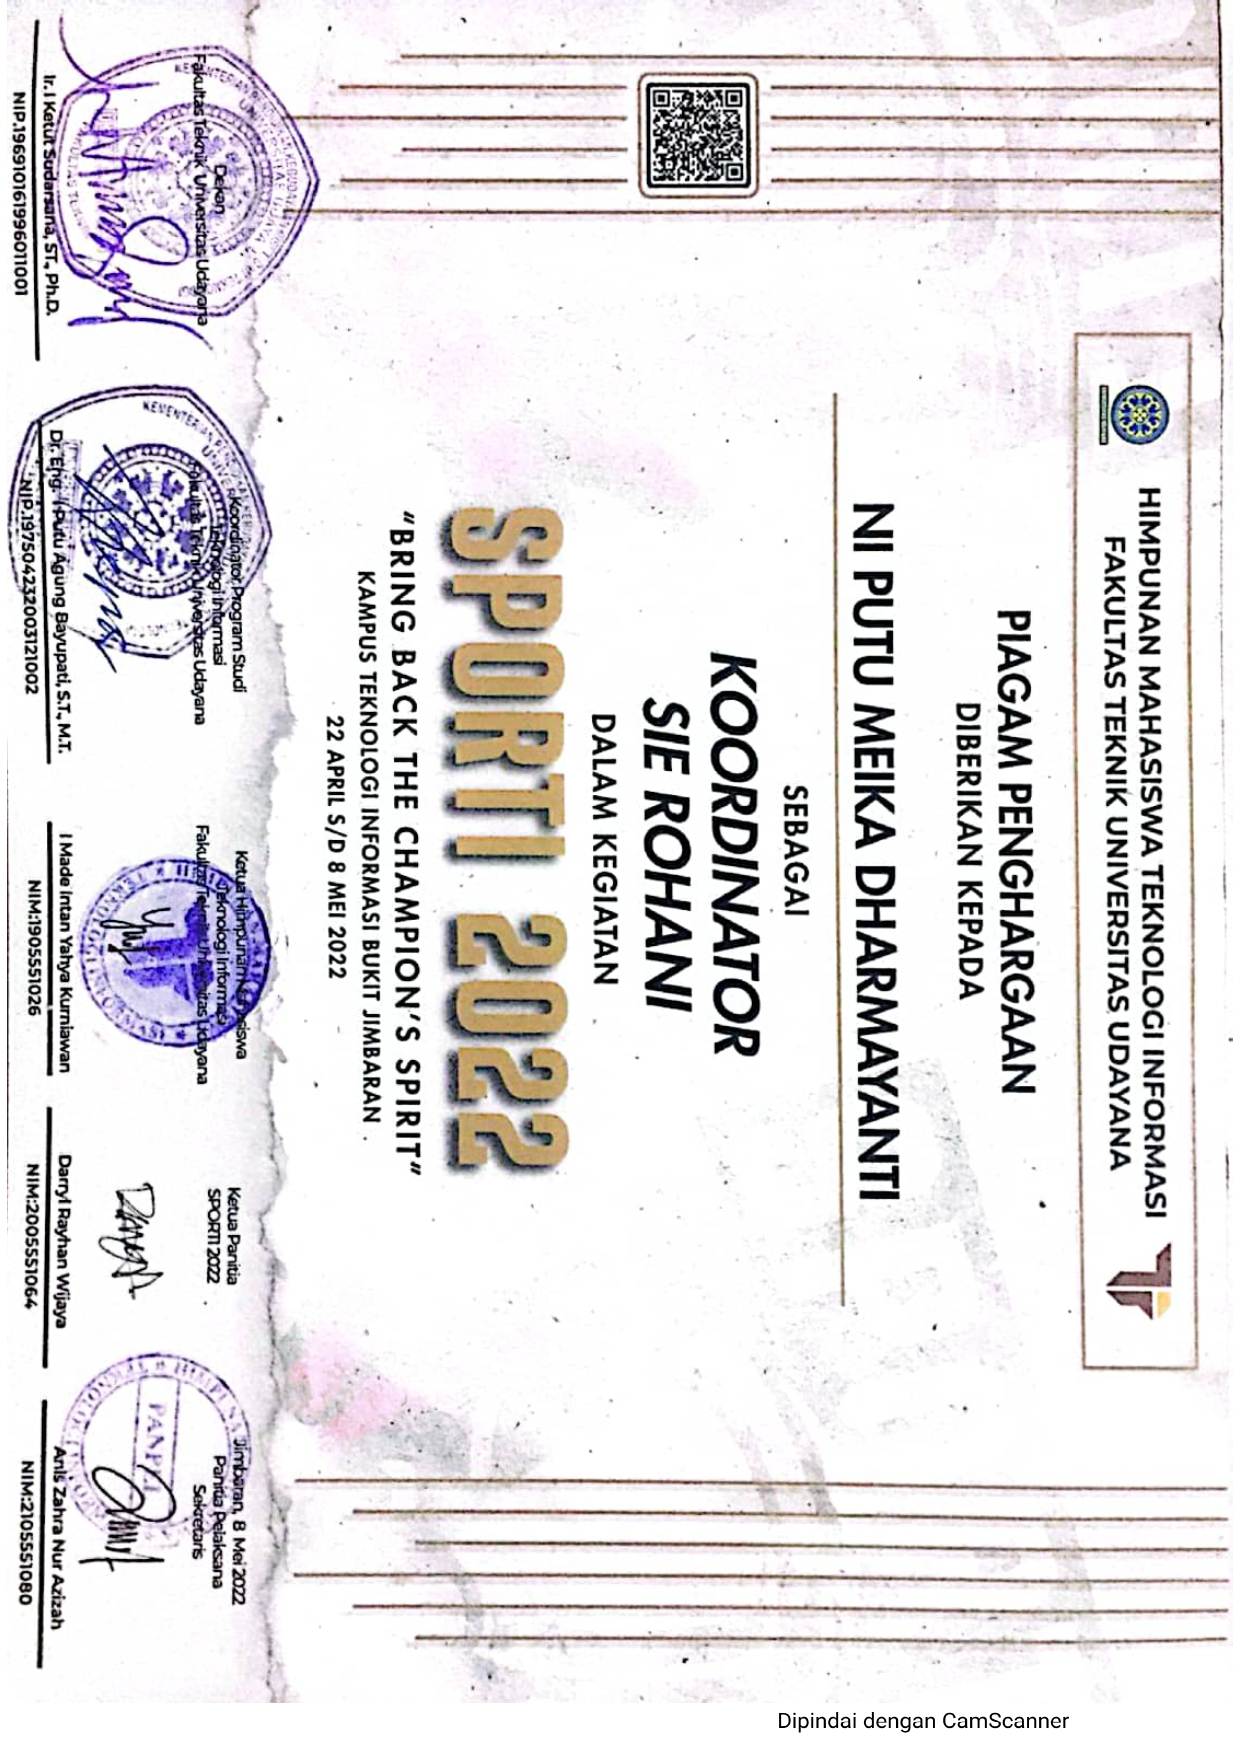 HIMPUNAN MAHASISWA TEKNOLOGI INFORMASI
FAKULTAS TEKNIK UNIVERSITAS UDAYANA
PIAGAM PENGHARGAAN
DIBERIKAN KEPADA
NI PUTU MEIKA DHARMAYANTI
SEBAGAI
KOORDINATOR
SIE ROHANI
DALAM KEGIATAN
SPORTI 2022
"BRING BACK THE CHAMPION'S SPIRIT"
KAMPUS TEKNOLOGI INFORMASI BUKIT JIMBARAN
22 APRIL S/D 8 MEI 2022
Dekan
Fakultas Teknik Universitas Udayana
Ir. I Ketut Sudarsana, ST., Ph.D.
NIP.196910161996011001
Koordinator Program Studi
Teknologi Informasi
Fakultas Teknik Universitas Udayana
Dr. Eng. I Putu Agung Bayupati, S.T., M.T.
NIP.197504232003121002
Ketua Himpunan Mahasiswa
Teknologi Informasi
Fakultas Teknik Universitas Udayana
I Made Intan Yahya Kurniawan
NIM:1905551026
Ketua Panitia
SPORTI 2022
Darryl Rayhan Wijaya
NIM:2005551064
Jimbaran, 8 Mei 2022
Panitia Pelaksana
Sekretaris
PANPEL
Anis Zahra Nur Azizah
NIM:2105551080
Dipindai dengan CamScanner